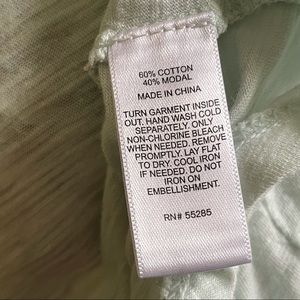 60% COTTON
40% MODAL
MADE IN CHINA
TURN GARMENT INSIDE
OUT. HAND WASH COLD
SEPARATELY. ONLY
NON-CHLORINE BLEACH
WHEN NEEDED. REMOVE
PROMPTLY. LAY FLAT
TO DRY. COOL IRON
IF NEEDED. DO NOT
IRON ON
EMBELLISHMENT.
RN# 55285